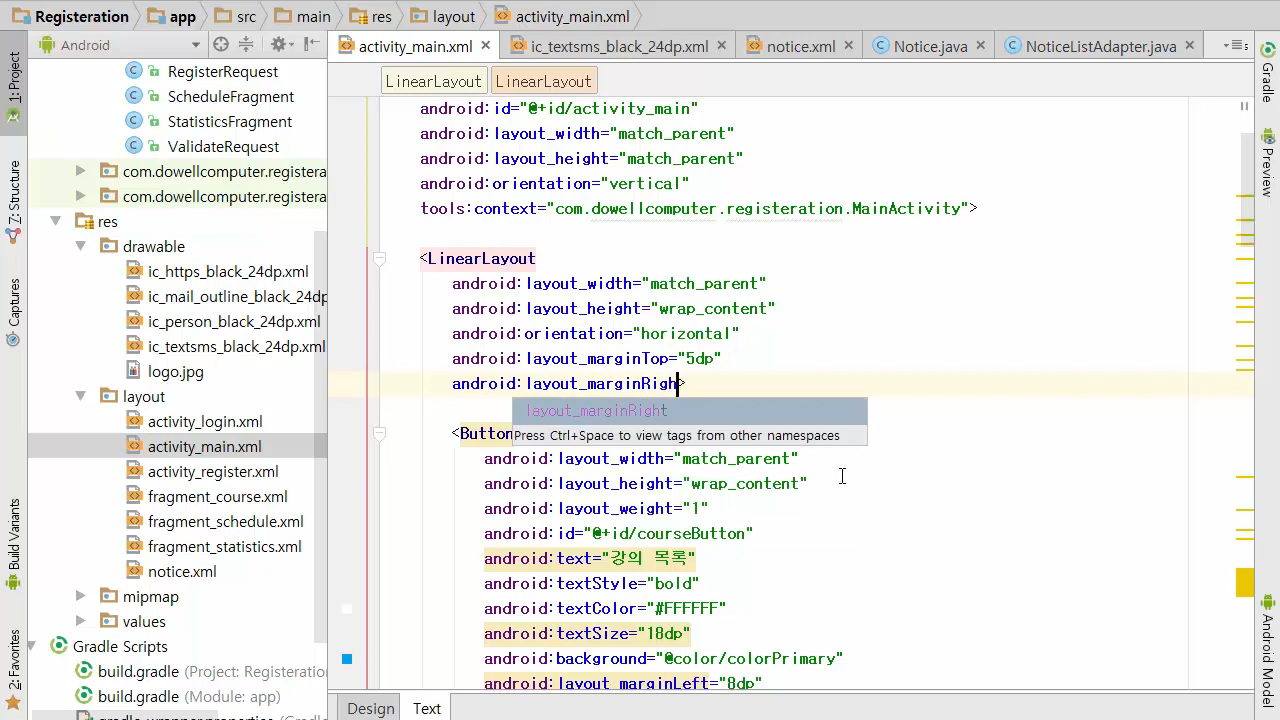 Registeration app src main res layout activity_main.xml
Android
activity_main.xml ic_textsms_black_24dp.xml notice.xml Notice.java NoticeListAdapter.java
1: Project
7: Structure
Captures
Build Variants
2: Favorites
RegisterRequest
ScheduleFragment
StatisticsFragment
ValidateRequest
com.dowellcomputer.registera
com.dowellcomputer.registera
res
drawable
ic_https_black_24dp.xml
ic_mail_outline_black_24dp
ic_person_black_24dp.xml
ic_textsms_black_24dp.xml
logo.jpg
layout
activity_login.xml
activity_main.xml
activity_register.xml
fragment_course.xml
fragment_schedule.xml
fragment_statistics.xml
notice.xml
mipmap
values
Gradle Scripts
build.gradle (Project: Registeration
build.gradle (Module: app)
gradle-wrapper.properties (Gradle
LinearLayout LinearLayout
android:id="@+id/activity_main"
android:layout_width="match_parent"
android:layout_height="match_parent"
android:orientation="vertical"
tools:context="com.dowellcomputer.registeration.MainActivity">
<LinearLayout
android:layout_width="match_parent"
android:layout_height="wrap_content"
android:orientation="horizontal"
android:layout_marginTop="5dp"
android:layout_marginRigh>
layout_marginRight
Press Ctrl+Space to view tags from other namespaces
<Button
android:layout_width="match_parent"
android:layout_height="wrap_content"
android:layout_weight="1"
android:id="@+id/courseButton"
android:text="강의 목록"
android:textStyle="bold"
android:textColor="#FFFFFF"
android:textSize="18dp"
android:background="@color/colorPrimary"
android:layout_marginLeft="8dp"
Design Text
Gradle
Preview
Android Model